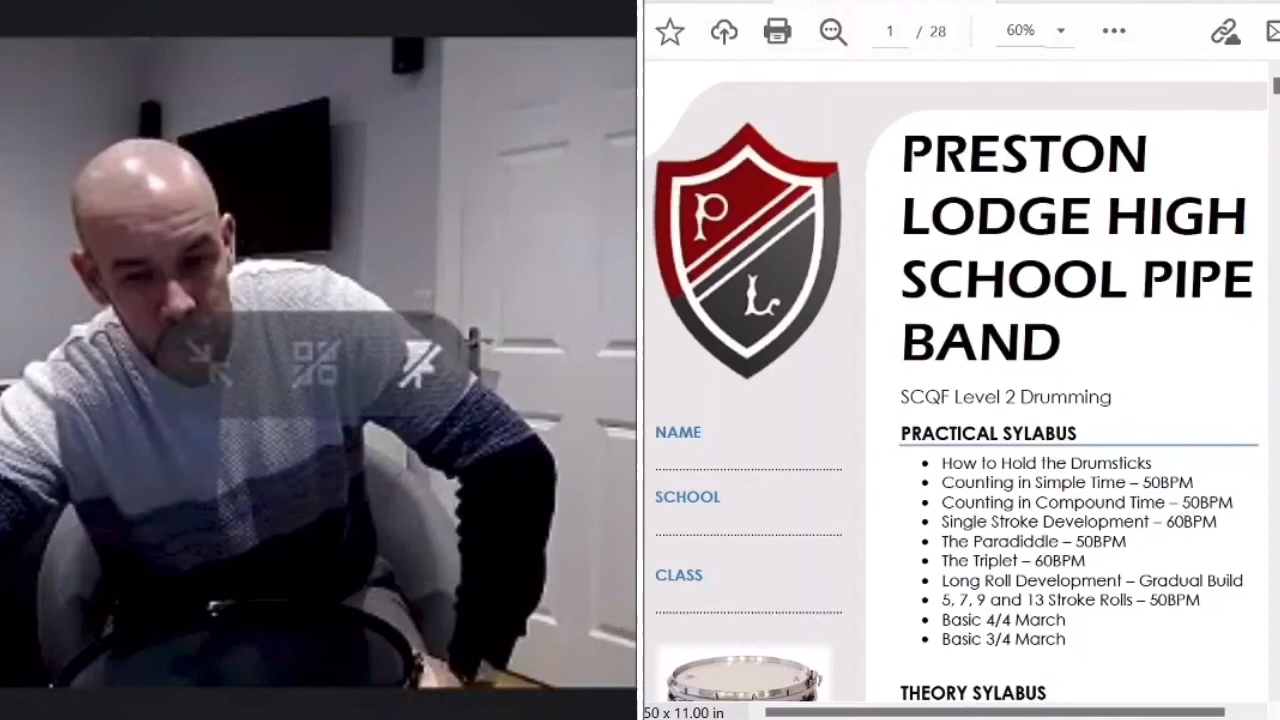 1 / 28
60%
PRESTON
LODGE HIGH
SCHOOL PIPE
BAND
P
L
SCQF Level 2 Drumming
PRACTICAL SYLABUS
• How to Hold the Drumsticks
• Counting in Simple Time – 50BPM
• Counting in Compound Time – 50BPM
• Single Stroke Development – 60BPM
• The Paradiddle – 50BPM
• The Triplet – 60BPM
• Long Roll Development – Gradual Build
• 5, 7, 9 and 13 Stroke Rolls – 50BPM
• Basic 4/4 March
• Basic 3/4 March
THEORY SYLABUS
NAME
SCHOOL
CLASS
50 x 11.00 in